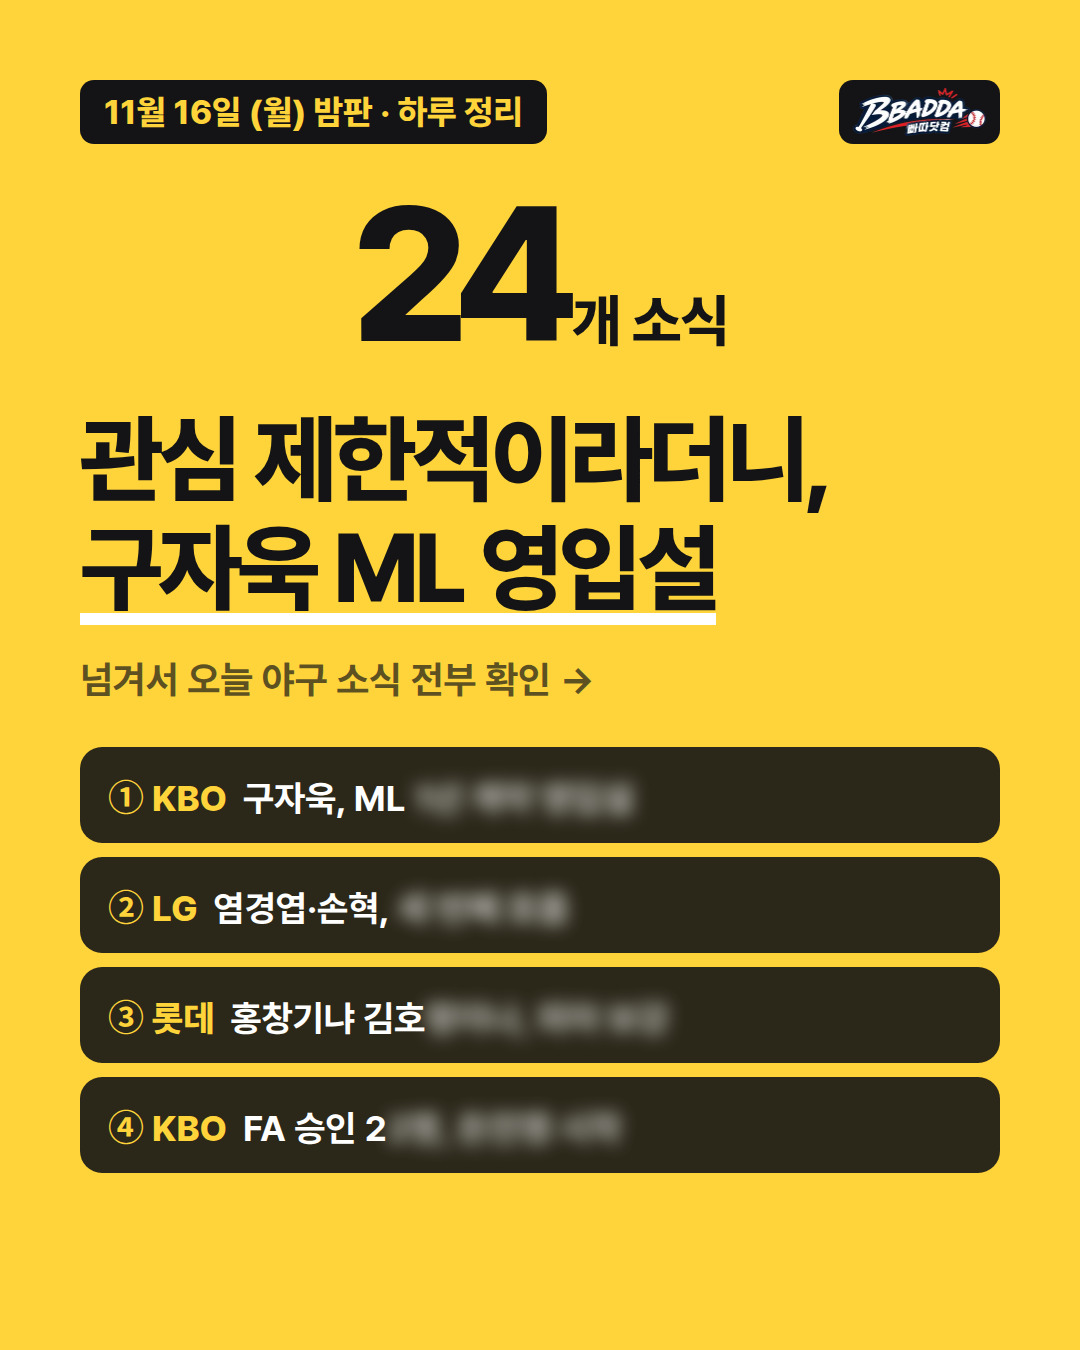 11월 16일 (월) 밤판 · 하루 정리
BBADDA
빠따닷컴
24개 소식
관심 제한적이라더니,
구자욱 ML 영입설
넘겨서 오늘 야구 소식 전부 확인 →
① KBO 구자욱, ML
② LG 염경엽·손혁,
③ 롯데 홍창기냐 김호
④ KBO FA 승인 2